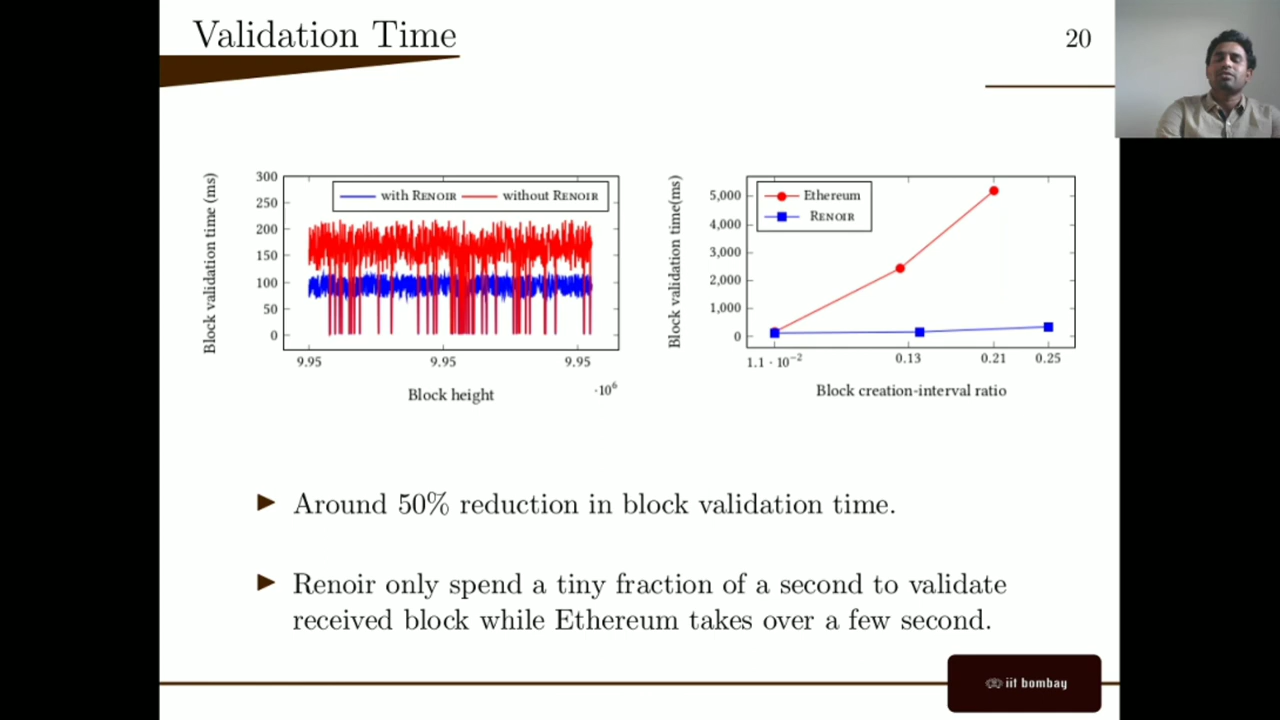 Validation Time
20
Block validation time (ms)
300
250
200
150
100
50
0
with RENOIR
without RENOIR
9.95
9.95
9.95
·10⁶
Block height
Block validation time(ms)
5,000
4,000
3,000
2,000
1,000
0
Ethereum
RENOIR
1.1 · 10⁻²
0.13
0.21
0.25
Block creation-interval ratio
Around 50% reduction in block validation time.
Renoir only spend a tiny fraction of a second to validate
received block while Ethereum takes over a few second.
iit bombay